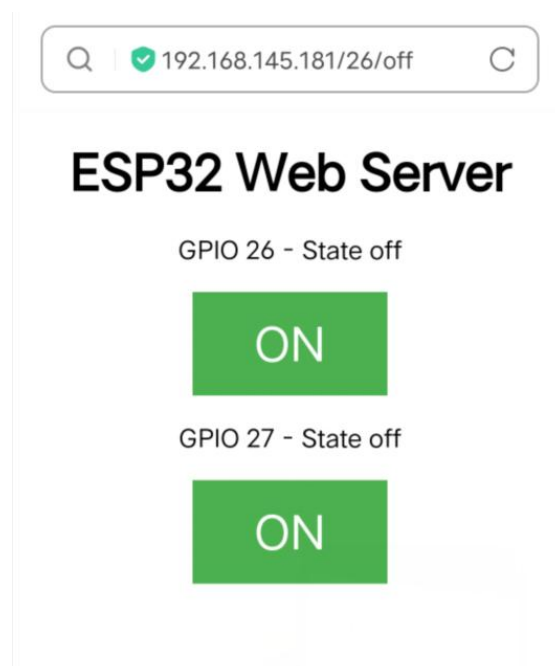 192.168.145.181/26/off
ESP32 Web Server
GPIO 26 - State off
ON
GPIO 27 - State off
ON